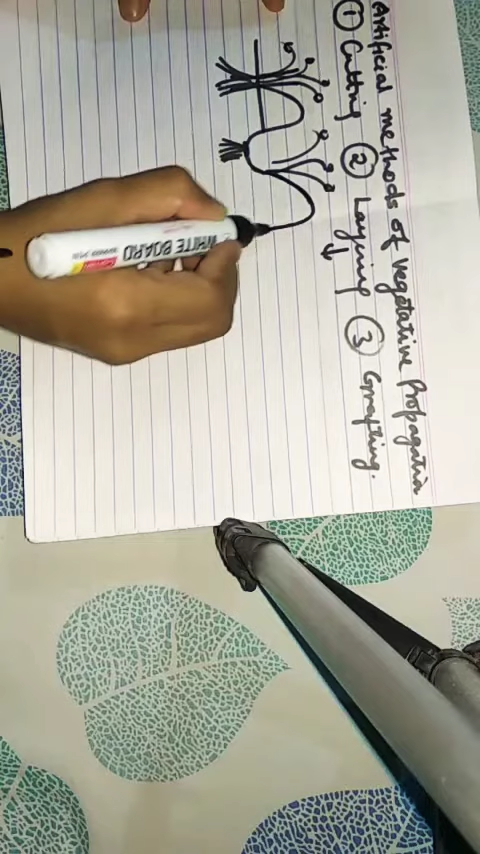 Artificial methods of Vegetative Propagation
① Cutting ② Layering ③ Grafting.
WHITE BOARD